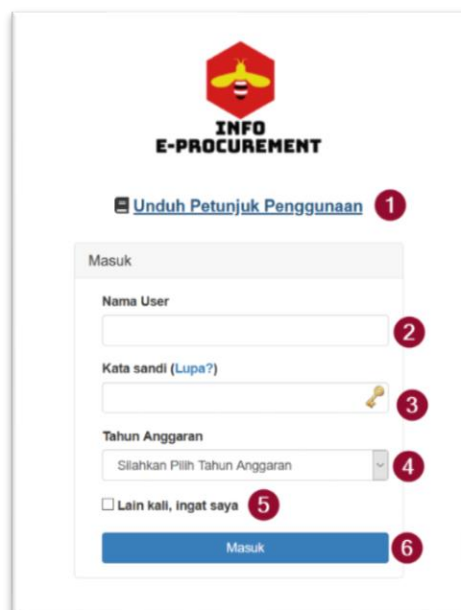 INFO
E-PROCUREMENT
Unduh Petunjuk Penggunaan 1
Masuk
Nama User
2
Kata sandi (Lupa?)
3
Tahun Anggaran
Silahkan Pilih Tahun Anggaran 4
Lain kali, ingat saya 5
Masuk 6